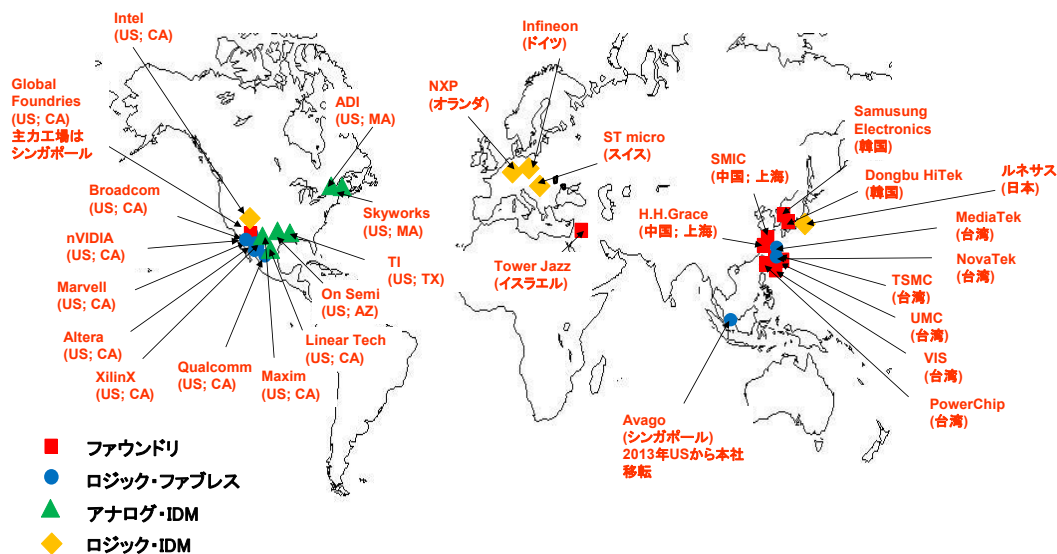 Intel
(US; CA)
Global
Foundries
(US; CA)
主力工場は
シンガポール
ADI
(US; MA)
Broadcom
(US; CA)
Skyworks
(US; MA)
nVIDIA
(US; CA)
TI
(US; TX)
Marvell
(US; CA)
On Semi
(US; AZ)
Altera
(US; CA)
Linear Tech
(US; CA)
XilinX
(US; CA)
Qualcomm
(US; CA)
Maxim
(US; CA)
Infineon
(ドイツ)
NXP
(オランダ)
ST micro
(スイス)
Tower Jazz
(イスラエル)
Samusung
Electronics
(韓国)
SMIC
(中国; 上海)
Dongbu HiTek
(韓国)
ルネサス
(日本)
H.H.Grace
(中国; 上海)
MediaTek
(台湾)
NovaTek
(台湾)
TSMC
(台湾)
UMC
(台湾)
VIS
(台湾)
PowerChip
(台湾)
Avago
(シンガポール)
2013年USから本社
移転
ファウンドリ
ロジック・ファブレス
アナログ・IDM
ロジック・IDM